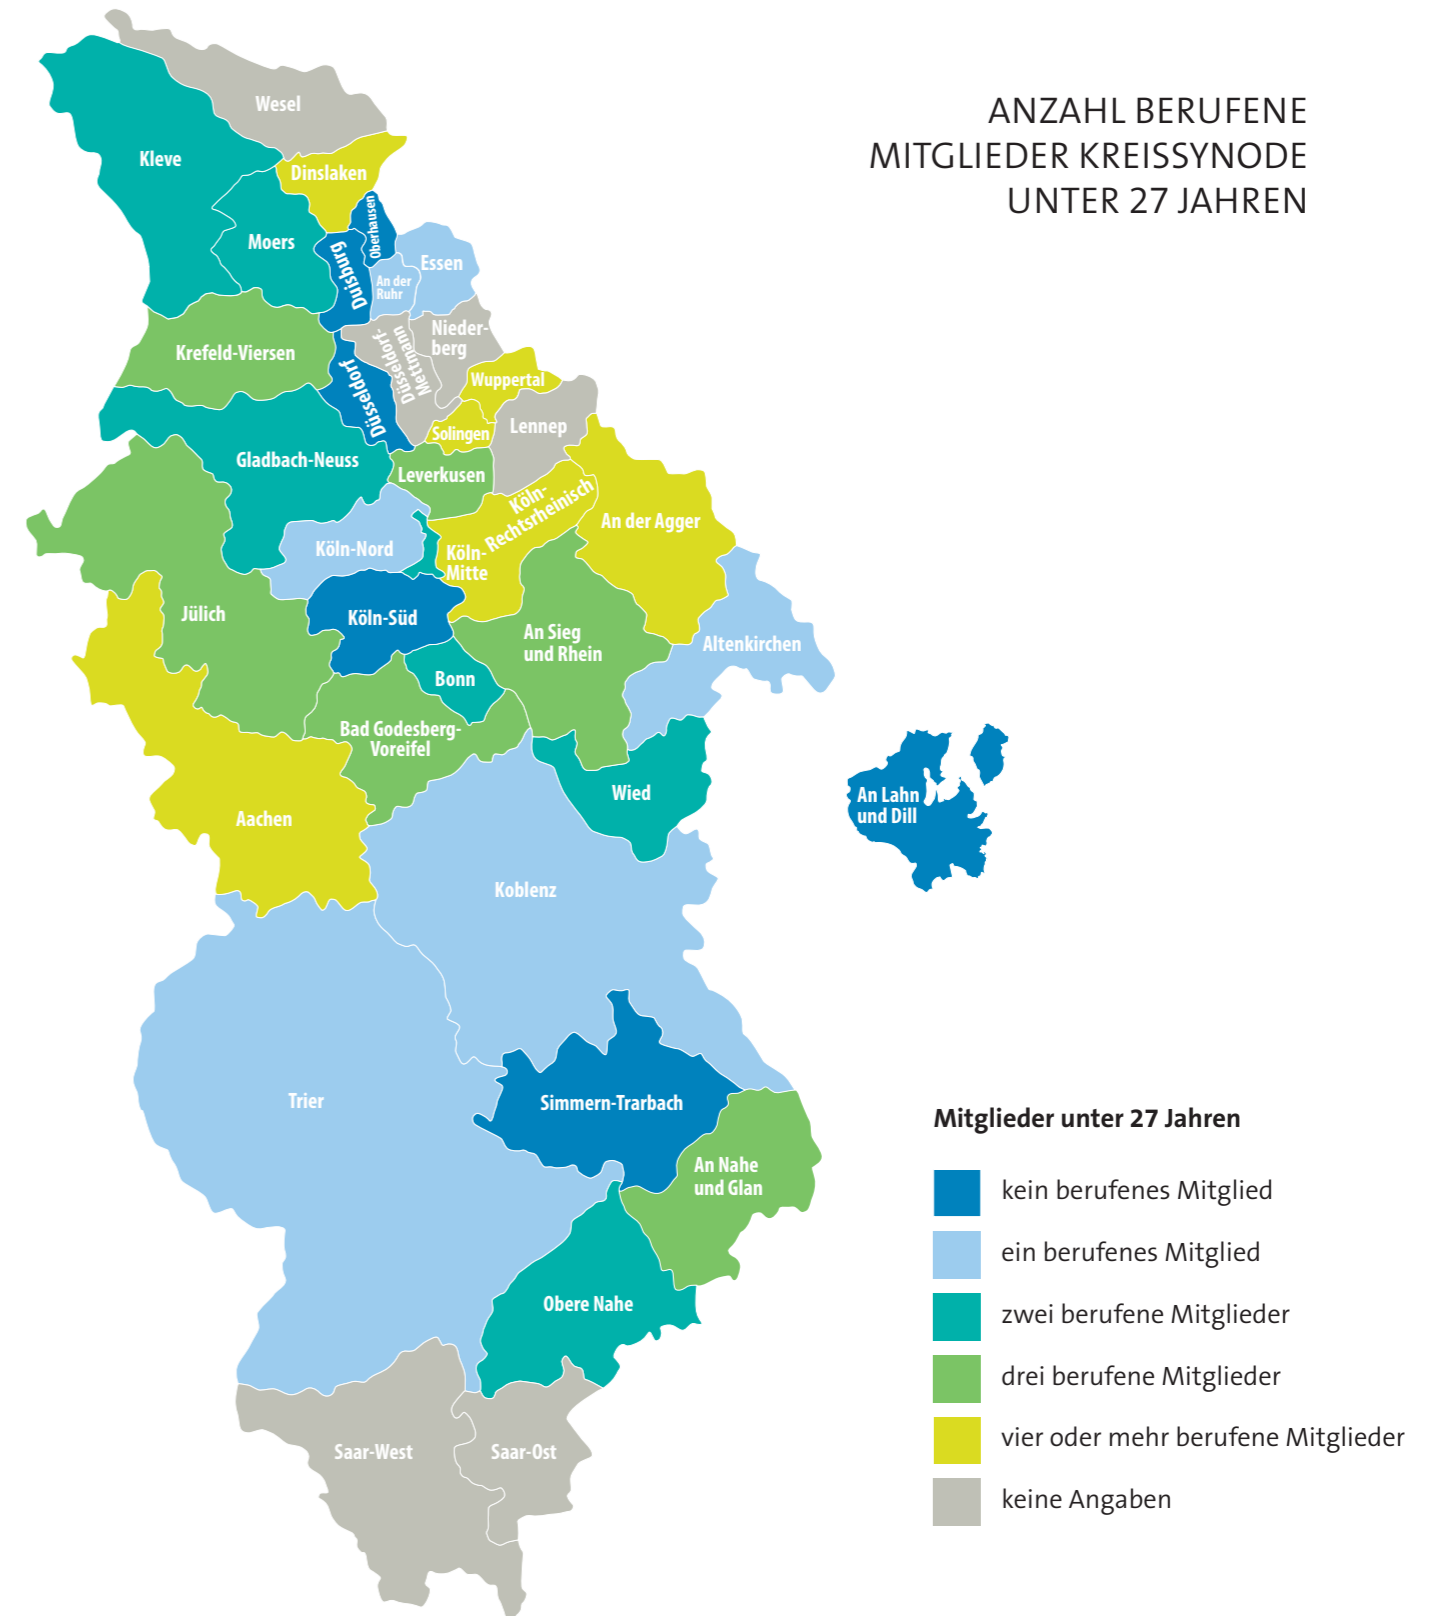 ANZAHL BERUFENE
MITGLIEDER KREISSYNODE
UNTER 27 JAHREN
Wesel
Kleve
Dinslaken
Moers
Oberhausen
Duisburg
Essen
An der
Ruhr
Krefeld-Viersen
Düsseldorf
Düsseldorf-
Mettmann
Nieder-
berg
Wuppertal
Solingen
Lennep
Gladbach-Neuss
Leverkusen
Köln-
Rechtsrheinisch
An der Agger
Köln-Nord
Köln-
Mitte
Jülich
Köln-Süd
An Sieg
und Rhein
Altenkirchen
Bonn
Bad Godesberg-
Voreifel
Wied
An Lahn
und Dill
Aachen
Koblenz
Trier
Simmern-Trarbach
An Nahe
und Glan
Obere Nahe
Saar-West
Saar-Ost
Mitglieder unter 27 Jahren
kein berufenes Mitglied
ein berufenes Mitglied
zwei berufene Mitglieder
drei berufene Mitglieder
vier oder mehr berufene Mitglieder
keine Angaben